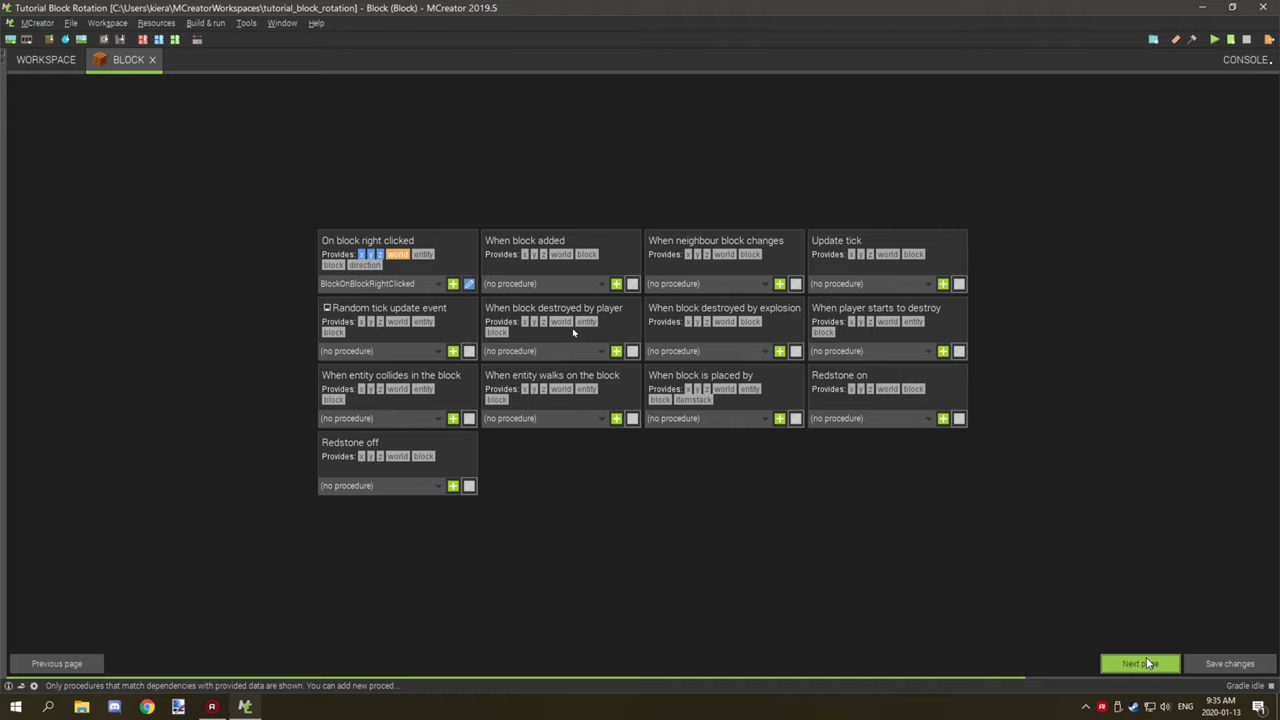 Tutorial Block Rotation [C:\Users\kiera\MCreatorWorkspaces\tutorial_block_rotation] - Block (Block) - MCreator 2019.5
MCreator File Workspace Resources Build & run Tools Window Help
WORKSPACE BLOCK CONSOLE
On block right clicked
Provides: x y z world entity
block direction
BlockOnBlockRightClicked
When block added
Provides: x y z world block
(no procedure)
When neighbour block changes
Provides: x y z world block
(no procedure)
Update tick
Provides: x y z world block
(no procedure)
Random tick update event
Provides: x y z world entity
block
(no procedure)
When block destroyed by player
Provides: x y z world entity
block
(no procedure)
When block destroyed by explosion
Provides: x y z world block
(no procedure)
When player starts to destroy
Provides: x y z world entity
block
(no procedure)
When entity collides in the block
Provides: x y z world entity
block
(no procedure)
When entity walks on the block
Provides: x y z world entity
block
(no procedure)
When block is placed by
Provides: x y z world entity
block itemstack
(no procedure)
Redstone on
Provides: x y z world block
(no procedure)
Redstone off
Provides: x y z world block
(no procedure)
Previous page Next Save changes
Only procedures that match dependencies with provided data are shown. You can add new proced... Gradle idle
ENG 9:35 AM
2020-01-13